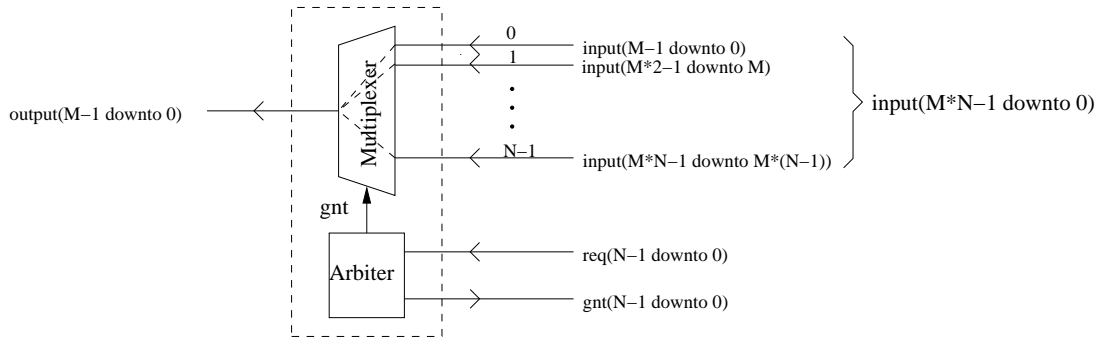 0
input(M−1 downto 0)
1
input(M*2−1 downto M)
output(M−1 downto 0)
Multiplexer
input(M*N−1 downto 0)
N−1
input(M*N−1 downto M*(N−1))
gnt
Arbiter
req(N−1 downto 0)
gnt(N−1 downto 0)